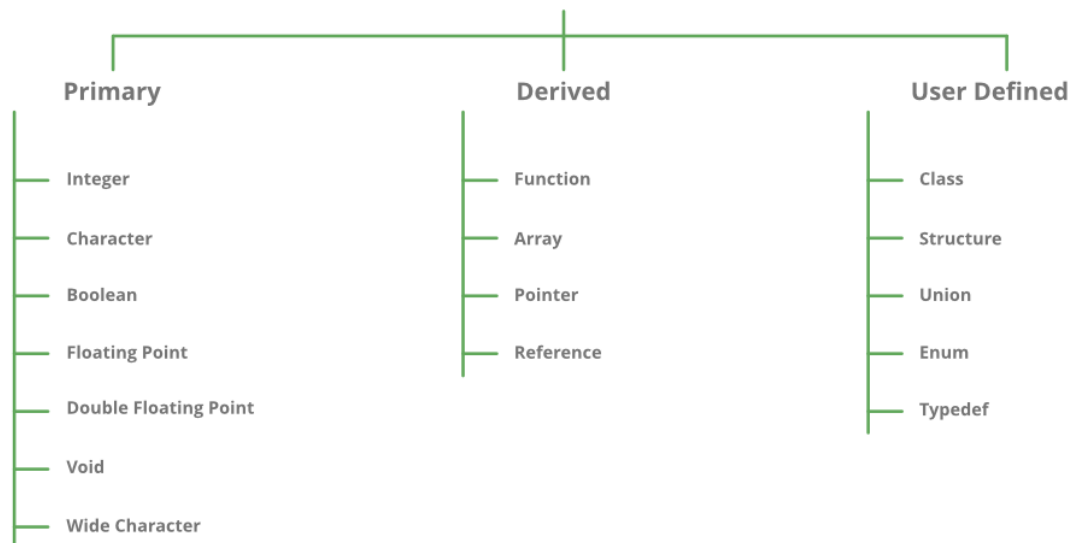 Primary
Integer
Character
Boolean
Floating Point
Double Floating Point
Void
Wide Character
Derived
Function
Array
Pointer
Reference
User Defined
Class
Structure
Union
Enum
Typedef